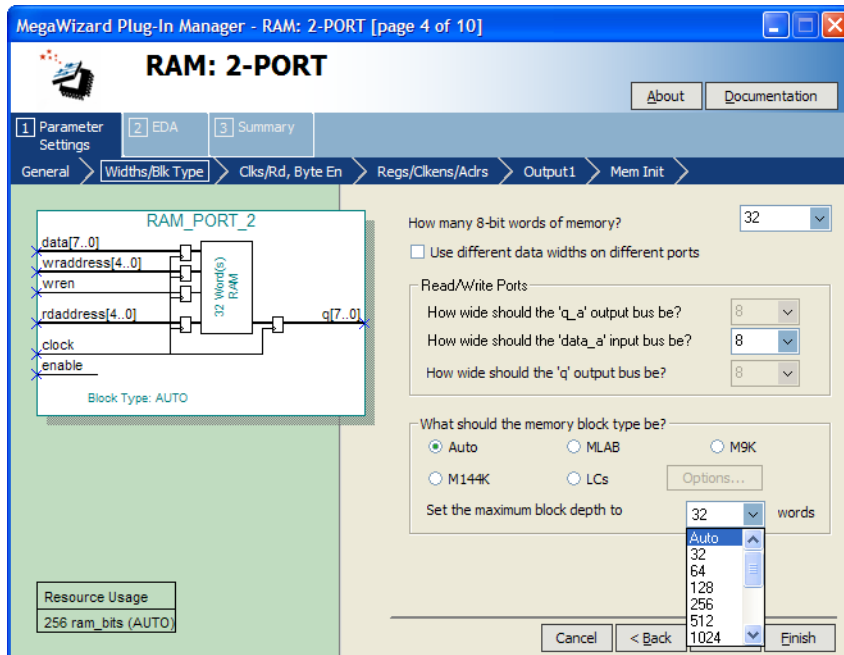 MegaWizard Plug-In Manager - RAM: 2-PORT [page 4 of 10]
RAM: 2-PORT
About
Documentation
1 Parameter Settings
2 EDA
3 Summary
General
Widths/Blk Type
Clks/Rd, Byte En
Regs/Clkens/Adrs
Output1
Mem Init
RAM_PORT_2
data[7..0]
wraddress[4..0]
wren
rdaddress[4..0]
clock
enable
32 Word(s)
RAM
q[7..0]
Block Type: AUTO
Resource Usage
256 ram_bits (AUTO)
How many 8-bit words of memory? 32
Use different data widths on different ports
Read/Write Ports
How wide should the 'q_a' output bus be? 8
How wide should the 'data_a' input bus be? 8
How wide should the 'q' output bus be? 8
What should the memory block type be?
Auto
MLAB
M9K
M144K
LCs
Options...
Set the maximum block depth to 32 words
Auto
32
64
128
256
512
1024
Cancel
< Back
Finish